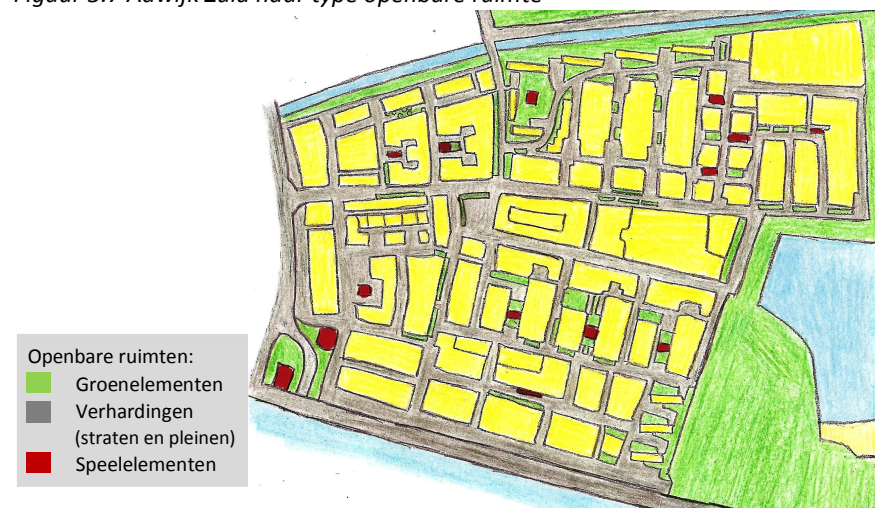 Openbare ruimten:
Groenelementen
Verhardingen
(straten en pleinen)
Speelelementen